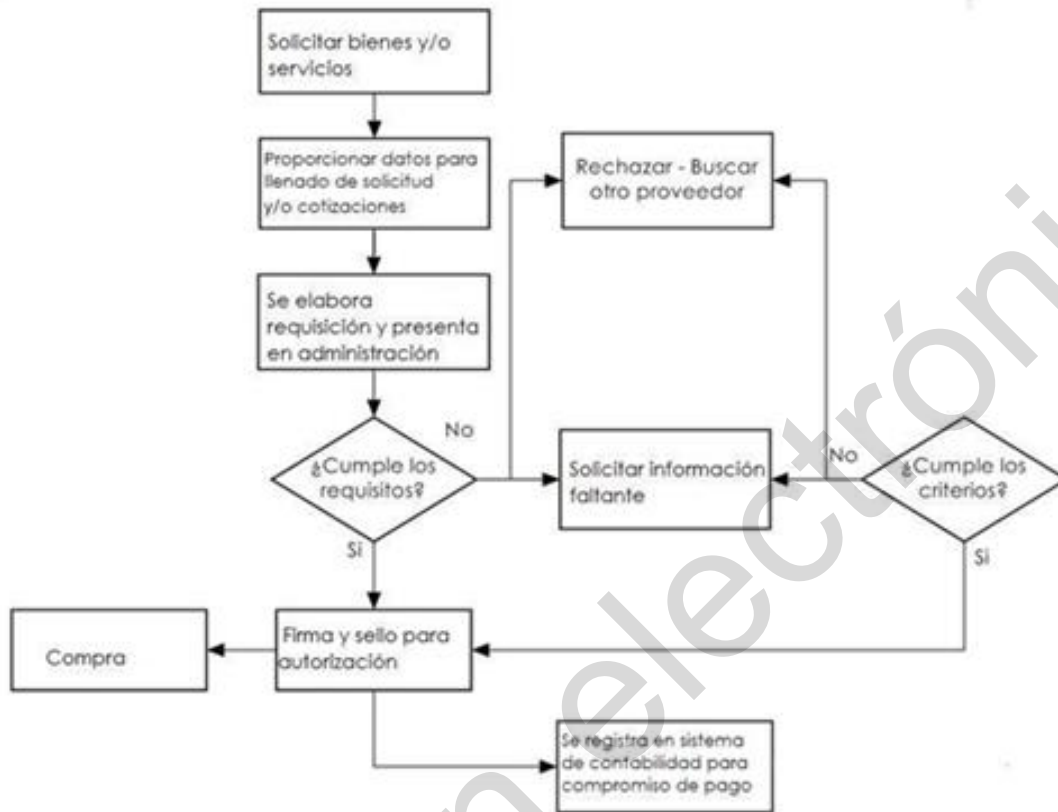 Solicitar bienes y/o
servicios
Proporcionar datos para
llenado de solicitud
y/o cotizaciones
Rechazar - Buscar
otro proveedor
Se elabora
requisición y presenta
en administración
No
¿Cumple los
requisitos?
Solicitar información
faltante
No
¿Cumple los
criterios?
Si
Si
Compra
Firma y sello para
autorización
Se registra en sistema
de contabilidad para
compromiso de pago
n electróni